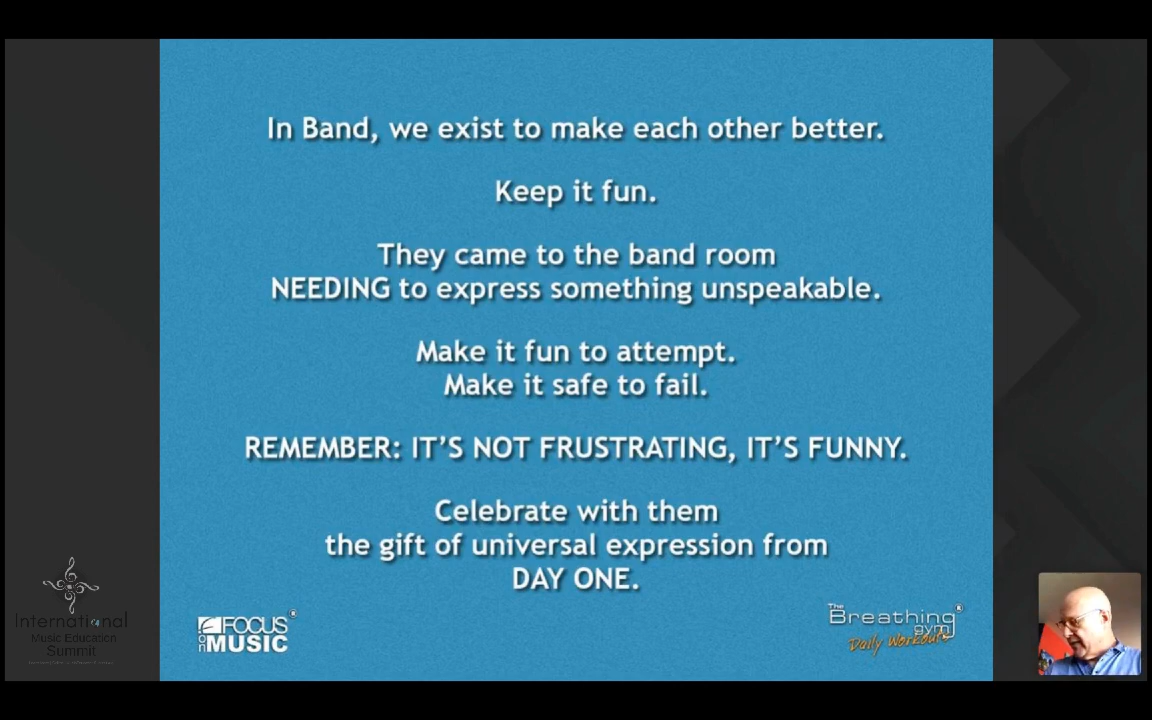 In Band, we exist to make each other better.
Keep it fun.
They came to the band room
NEEDING to express something unspeakable.
Make it fun to attempt.
Make it safe to fail.
REMEMBER: IT'S NOT FRUSTRATING, IT'S FUNNY.
Celebrate with them
the gift of universal expression from
DAY ONE.
FOCUS
on MUSIC
The
Breathing
gym
Daily Workouts
International
Music Education
Summit